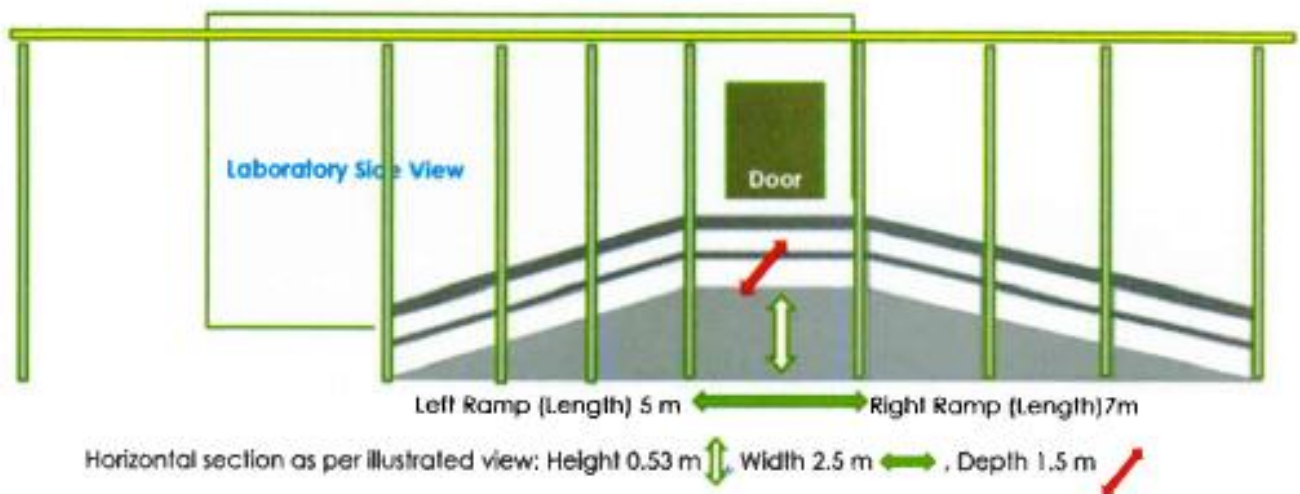 Laboratory Side View
Door
Left Ramp (Length) 5 m
Right Ramp (Length)7m
Horizontal section as per illustrated view: Height 0.53 m , Width 2.5 m , Depth 1.5 m